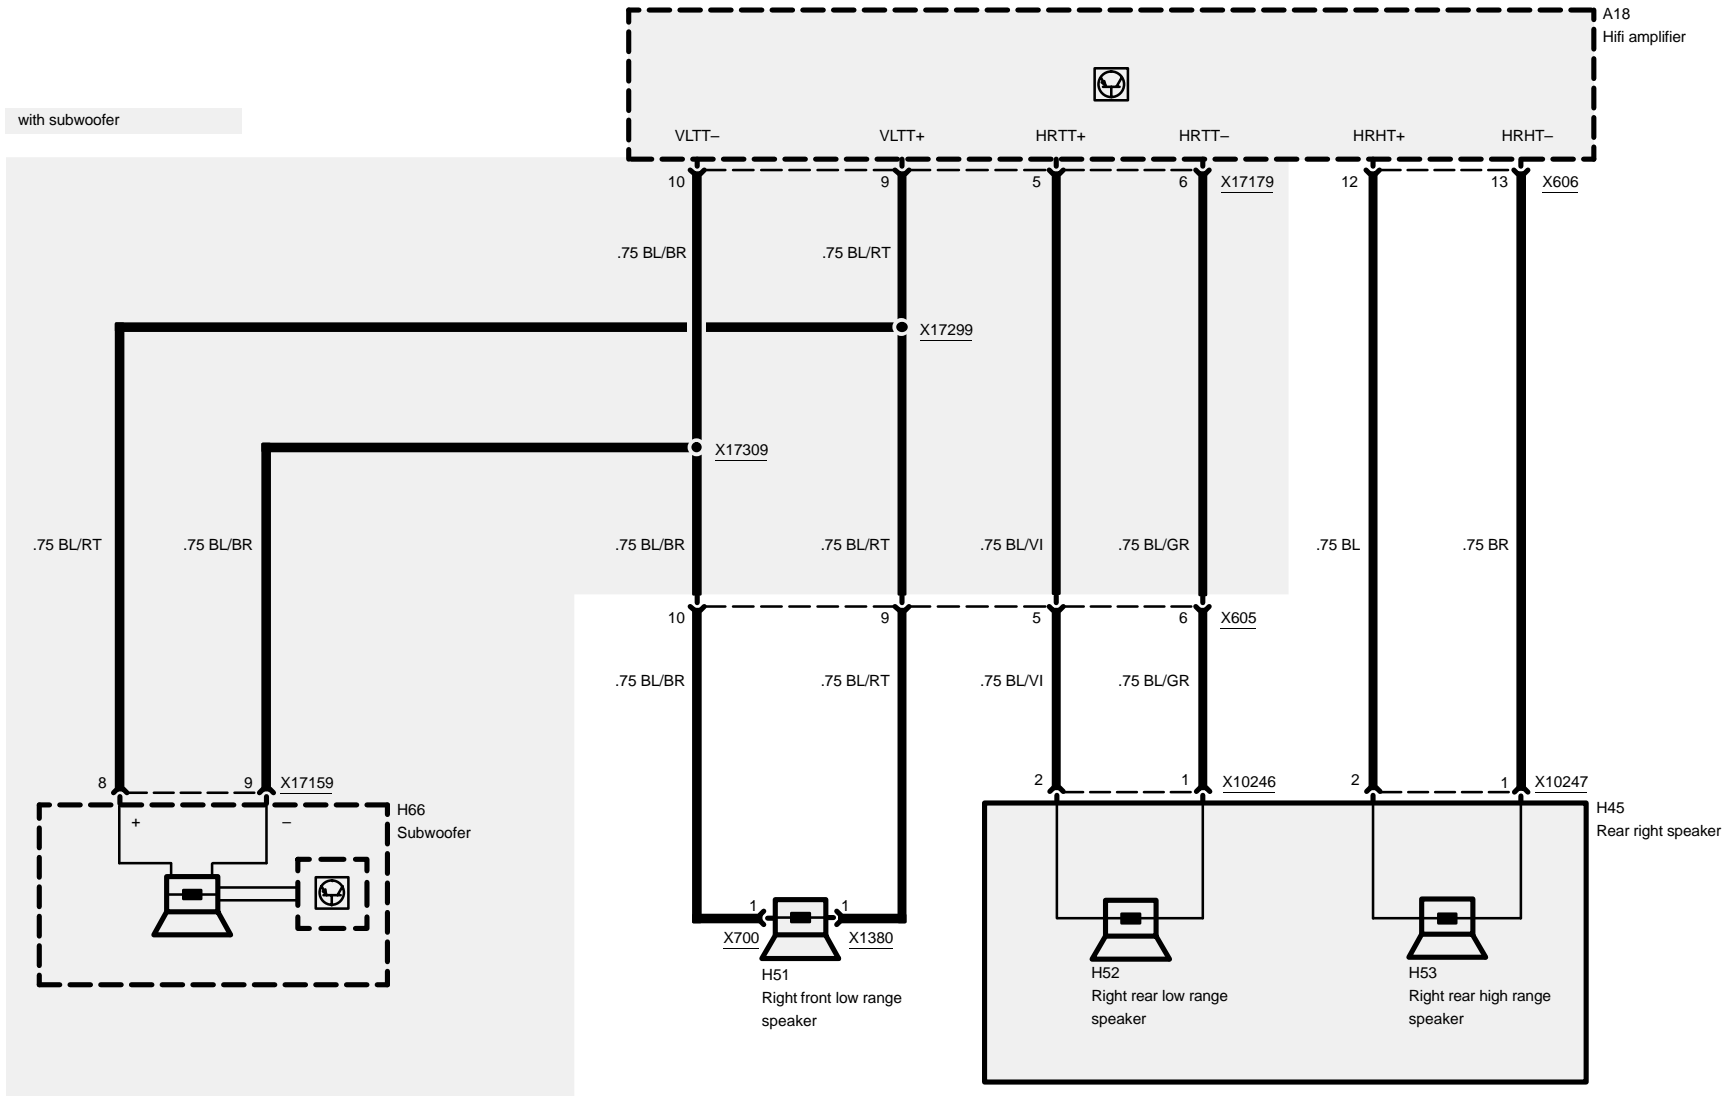 A18
Hifi amplifier
with subwoofer
VLTT– VLTT+ HRTT+ HRTT– HRHT+ HRHT–
10 9 5 6 X17179 12 13 X606
.75 BL/BR .75 BL/RT
X17299
X17309
.75 BL/RT .75 BL/BR .75 BL/BR .75 BL/RT .75 BL/VI .75 BL/GR .75 BL .75 BR
10 9 5 6 X605
.75 BL/BR .75 BL/RT .75 BL/VI .75 BL/GR
8 9 X17159 2 1 X10246 2 1 X10247
H66
Subwoofer
+ –
H45
Rear right speaker
1 1
X700 X1380
H51
Right front low range
speaker
H52
Right rear low range
speaker
H53
Right rear high range
speaker